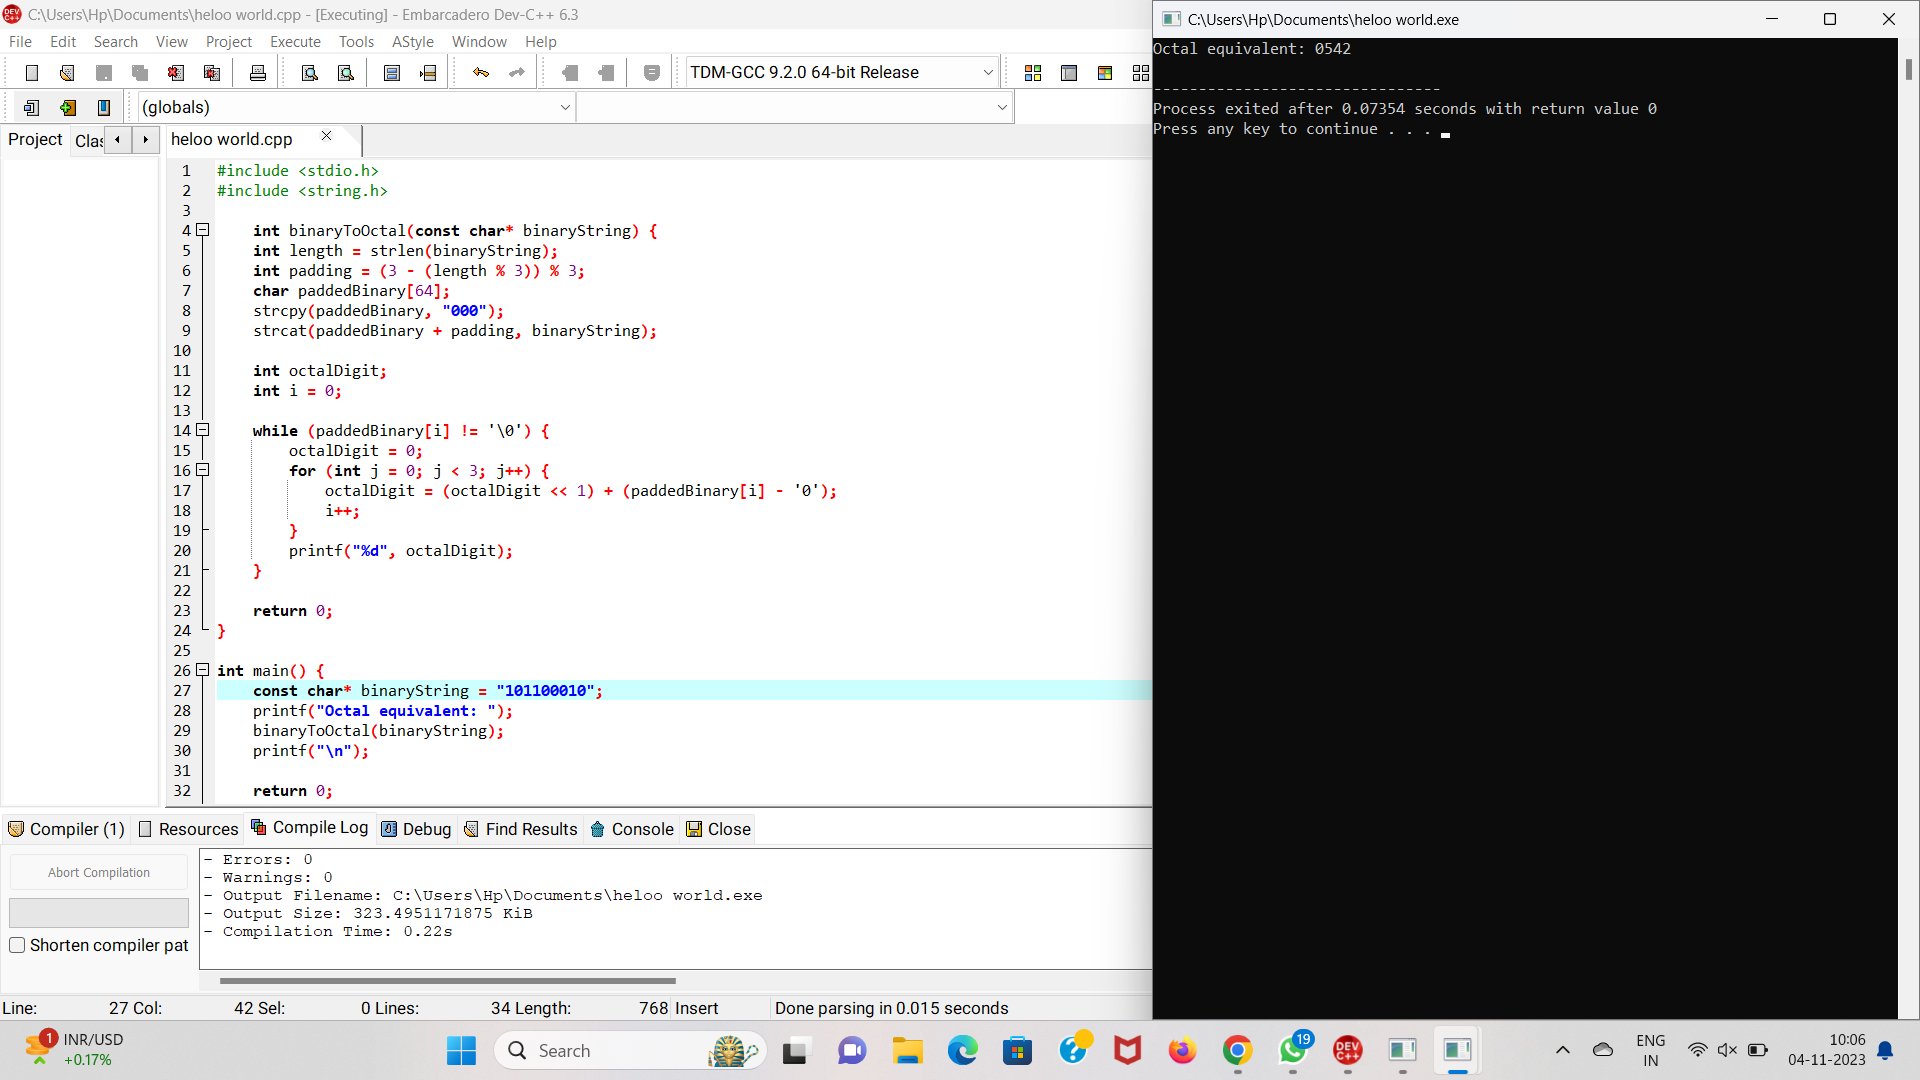 C:\Users\Hp\Documents\heloo world.cpp - [Executing] - Embarcadero Dev-C++ 6.3
File Edit Search View Project Execute Tools AStyle Window Help
TDM-GCC 9.2.0 64-bit Release
(globals)
Project Clas
heloo world.cpp
1 #include <stdio.h>
2 #include <string.h>
3
4 int binaryToOctal(const char* binaryString) {
5 int length = strlen(binaryString);
6 int padding = (3 - (length % 3)) % 3;
7 char paddedBinary[64];
8 strcpy(paddedBinary, "000");
9 strcat(paddedBinary + padding, binaryString);
10
11 int octalDigit;
12 int i = 0;
13
14 while (paddedBinary[i] != '\0') {
15 octalDigit = 0;
16 for (int j = 0; j < 3; j++) {
17 octalDigit = (octalDigit << 1) + (paddedBinary[i] - '0');
18 i++;
19 }
20 printf("%d", octalDigit);
21 }
22
23 return 0;
24 }
25
26 int main() {
27 const char* binaryString = "101100010";
28 printf("Octal equivalent: ");
29 binaryToOctal(binaryString);
30 printf("\n");
31
32 return 0;
Compiler (1) Resources Compile Log Debug Find Results Console Close
Abort Compilation
Shorten compiler pat
- Errors: 0
- Warnings: 0
- Output Filename: C:\Users\Hp\Documents\heloo world.exe
- Output Size: 323.4951171875 KiB
- Compilation Time: 0.22s
Line: 27 Col: 42 Sel: 0 Lines: 34 Length: 768 Insert Done parsing in 0.015 seconds
C:\Users\Hp\Documents\heloo world.exe
Octal equivalent: 0542
--------------------------------
Process exited after 0.07354 seconds with return value 0
Press any key to continue . . .
1
INR/USD
+0.17%
Search
19
DEV C++
ENG
IN
10:06
04-11-2023